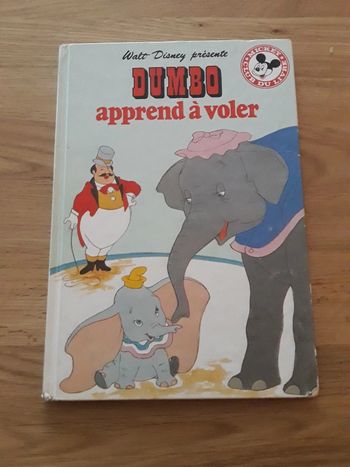 Walt Disney présente
DUMBO
apprend à voler
MICKEY
CLUB DU LIVRE